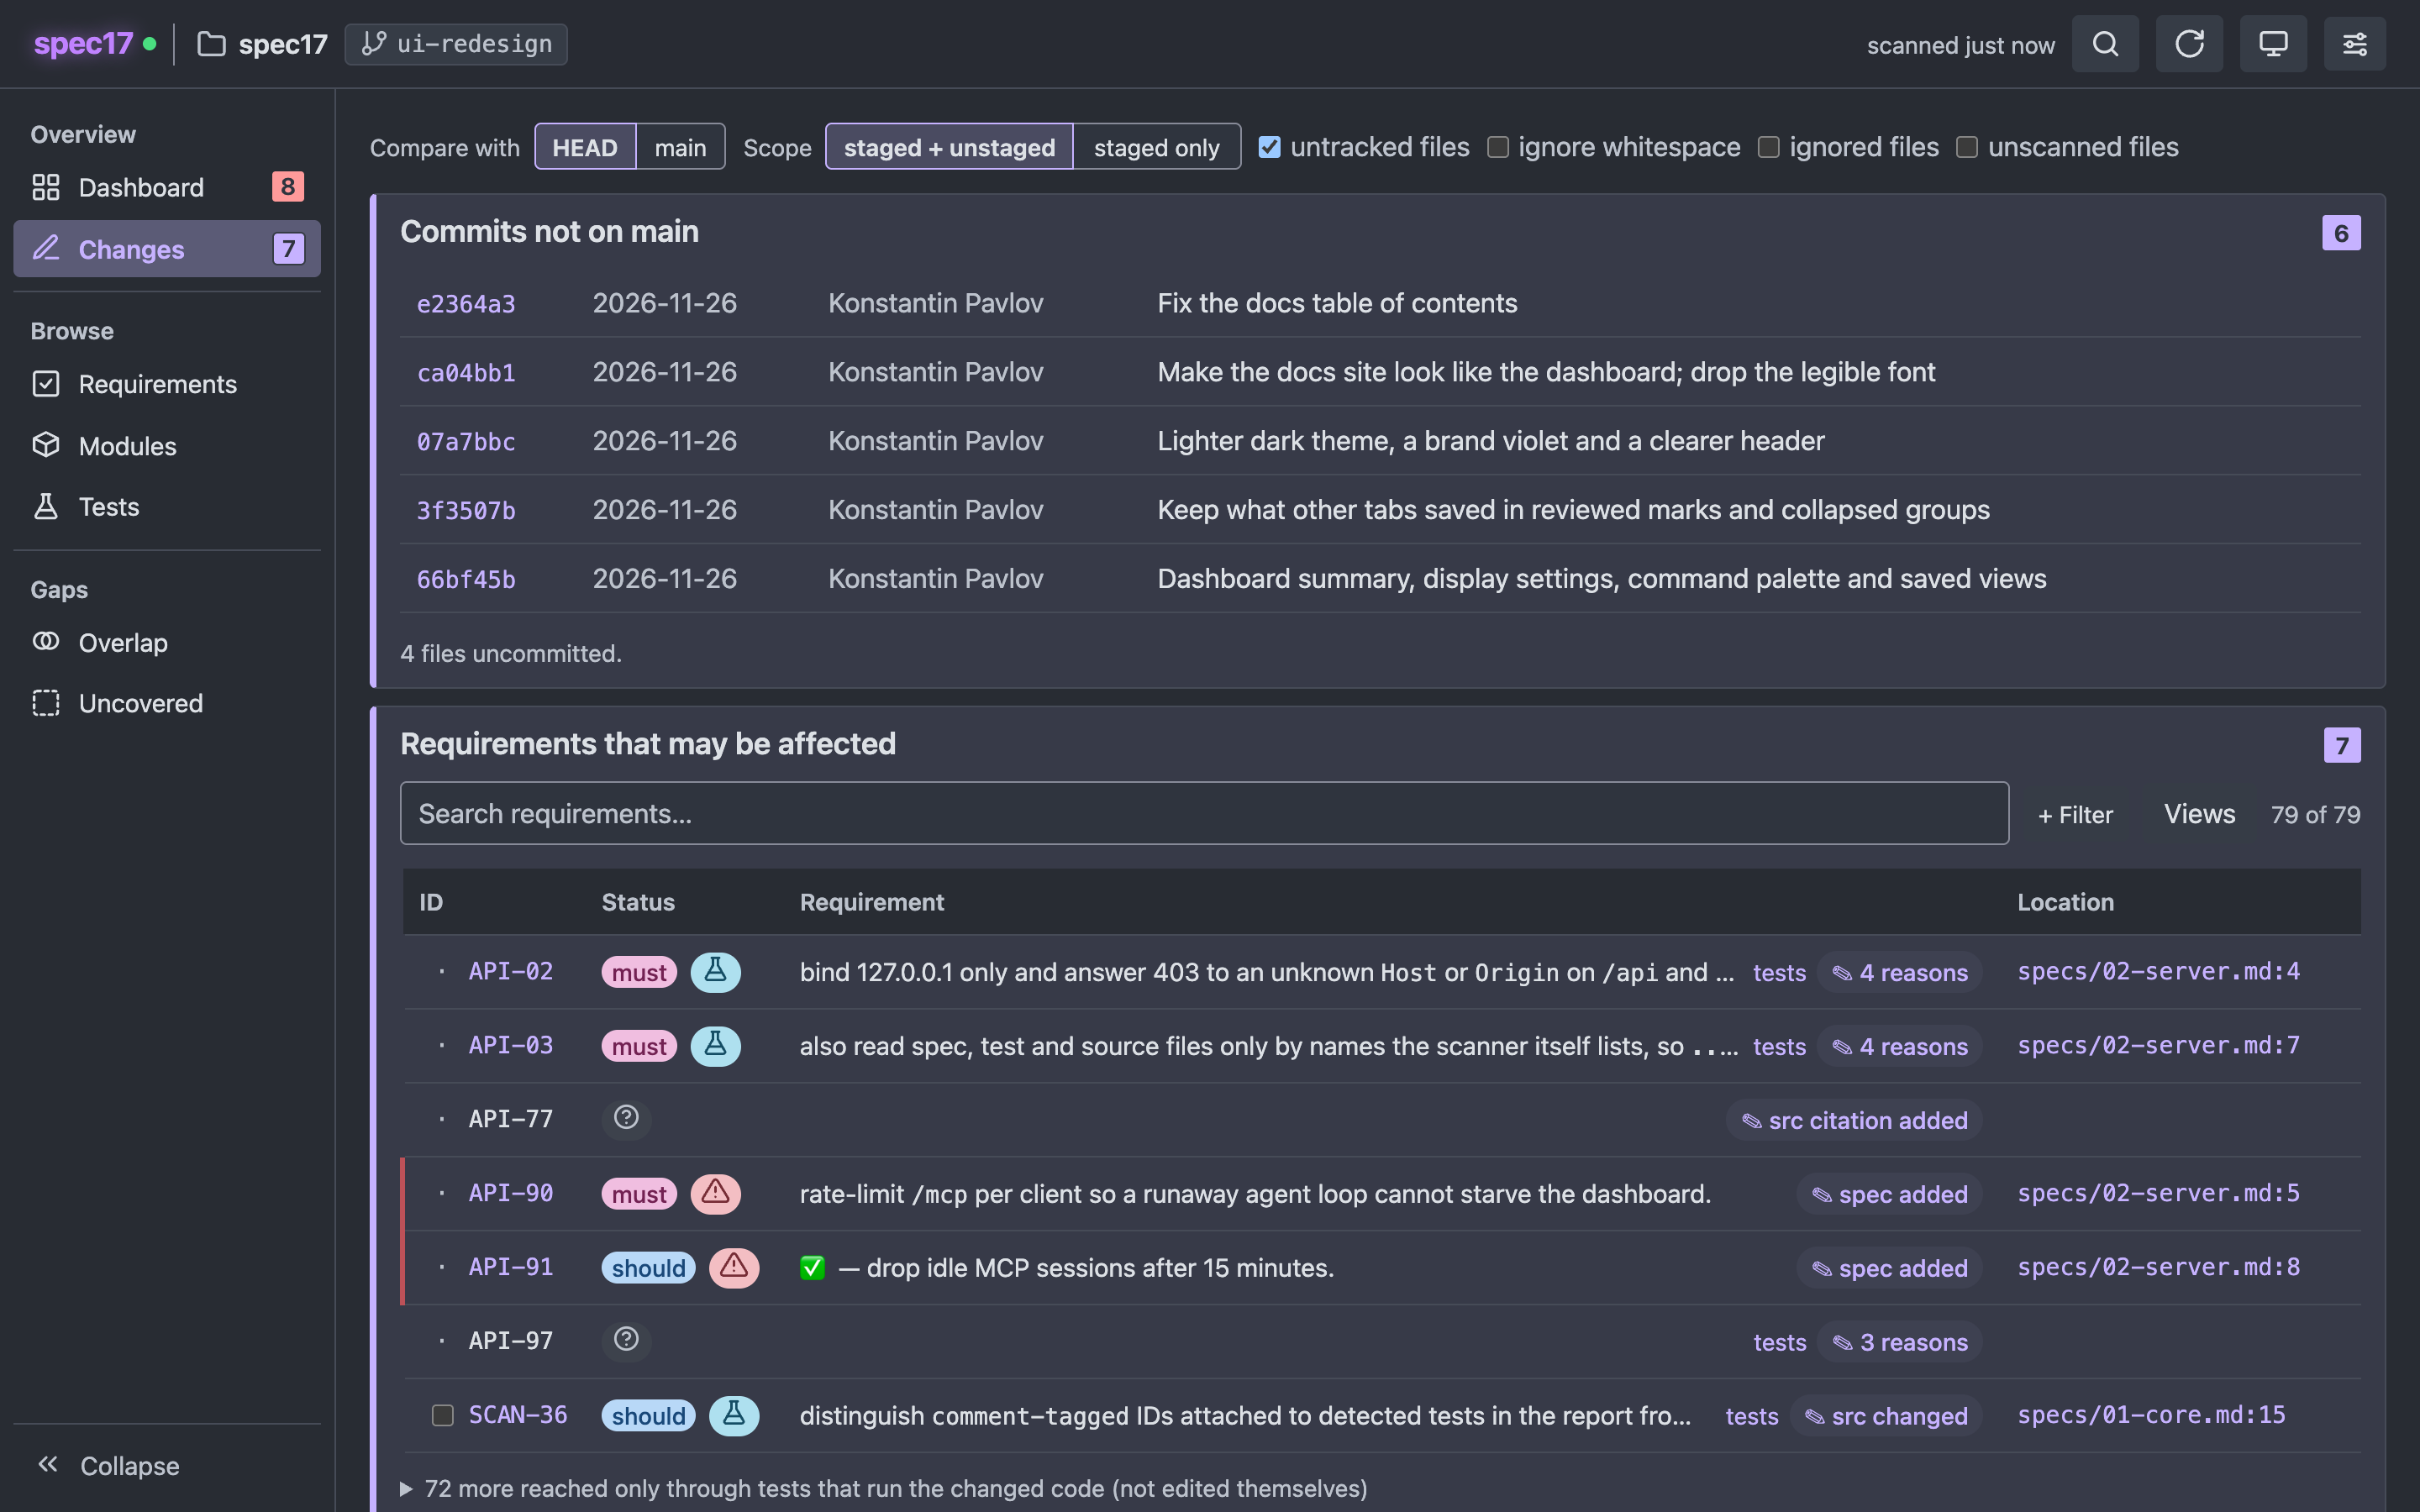 spec17 spec17 ui-redesign scanned just now
Overview
Dashboard 8
Changes 7
Browse
Requirements
Modules
Tests
Gaps
Overlap
Uncovered
Collapse
Compare with HEAD main Scope staged + unstaged staged only untracked files ignore whitespace ignored files unscanned files
Commits not on main 6
e2364a3 2026-11-26 Konstantin Pavlov Fix the docs table of contents
ca04bb1 2026-11-26 Konstantin Pavlov Make the docs site look like the dashboard; drop the legible font
07a7bbc 2026-11-26 Konstantin Pavlov Lighter dark theme, a brand violet and a clearer header
3f3507b 2026-11-26 Konstantin Pavlov Keep what other tabs saved in reviewed marks and collapsed groups
66bf45b 2026-11-26 Konstantin Pavlov Dashboard summary, display settings, command palette and saved views
4 files uncommitted.
Requirements that may be affected 7
Search requirements... + Filter Views 79 of 79
ID Status Requirement Location
· API-02 must bind 127.0.0.1 only and answer 403 to an unknown Host or Origin on /api and ... tests ✎ 4 reasons specs/02-server.md:4
· API-03 must also read spec, test and source files only by names the scanner itself lists, so ..... tests ✎ 4 reasons specs/02-server.md:7
· API-77 ✎ src citation added
· API-90 must rate-limit /mcp per client so a runaway agent loop cannot starve the dashboard. ✎ spec added specs/02-server.md:5
· API-91 should ✅ — drop idle MCP sessions after 15 minutes. ✎ spec added specs/02-server.md:8
· API-97 tests ✎ 3 reasons
SCAN-36 should distinguish comment-tagged IDs attached to detected tests in the report fro... tests ✎ src changed specs/01-core.md:15
▶ 72 more reached only through tests that run the changed code (not edited themselves)